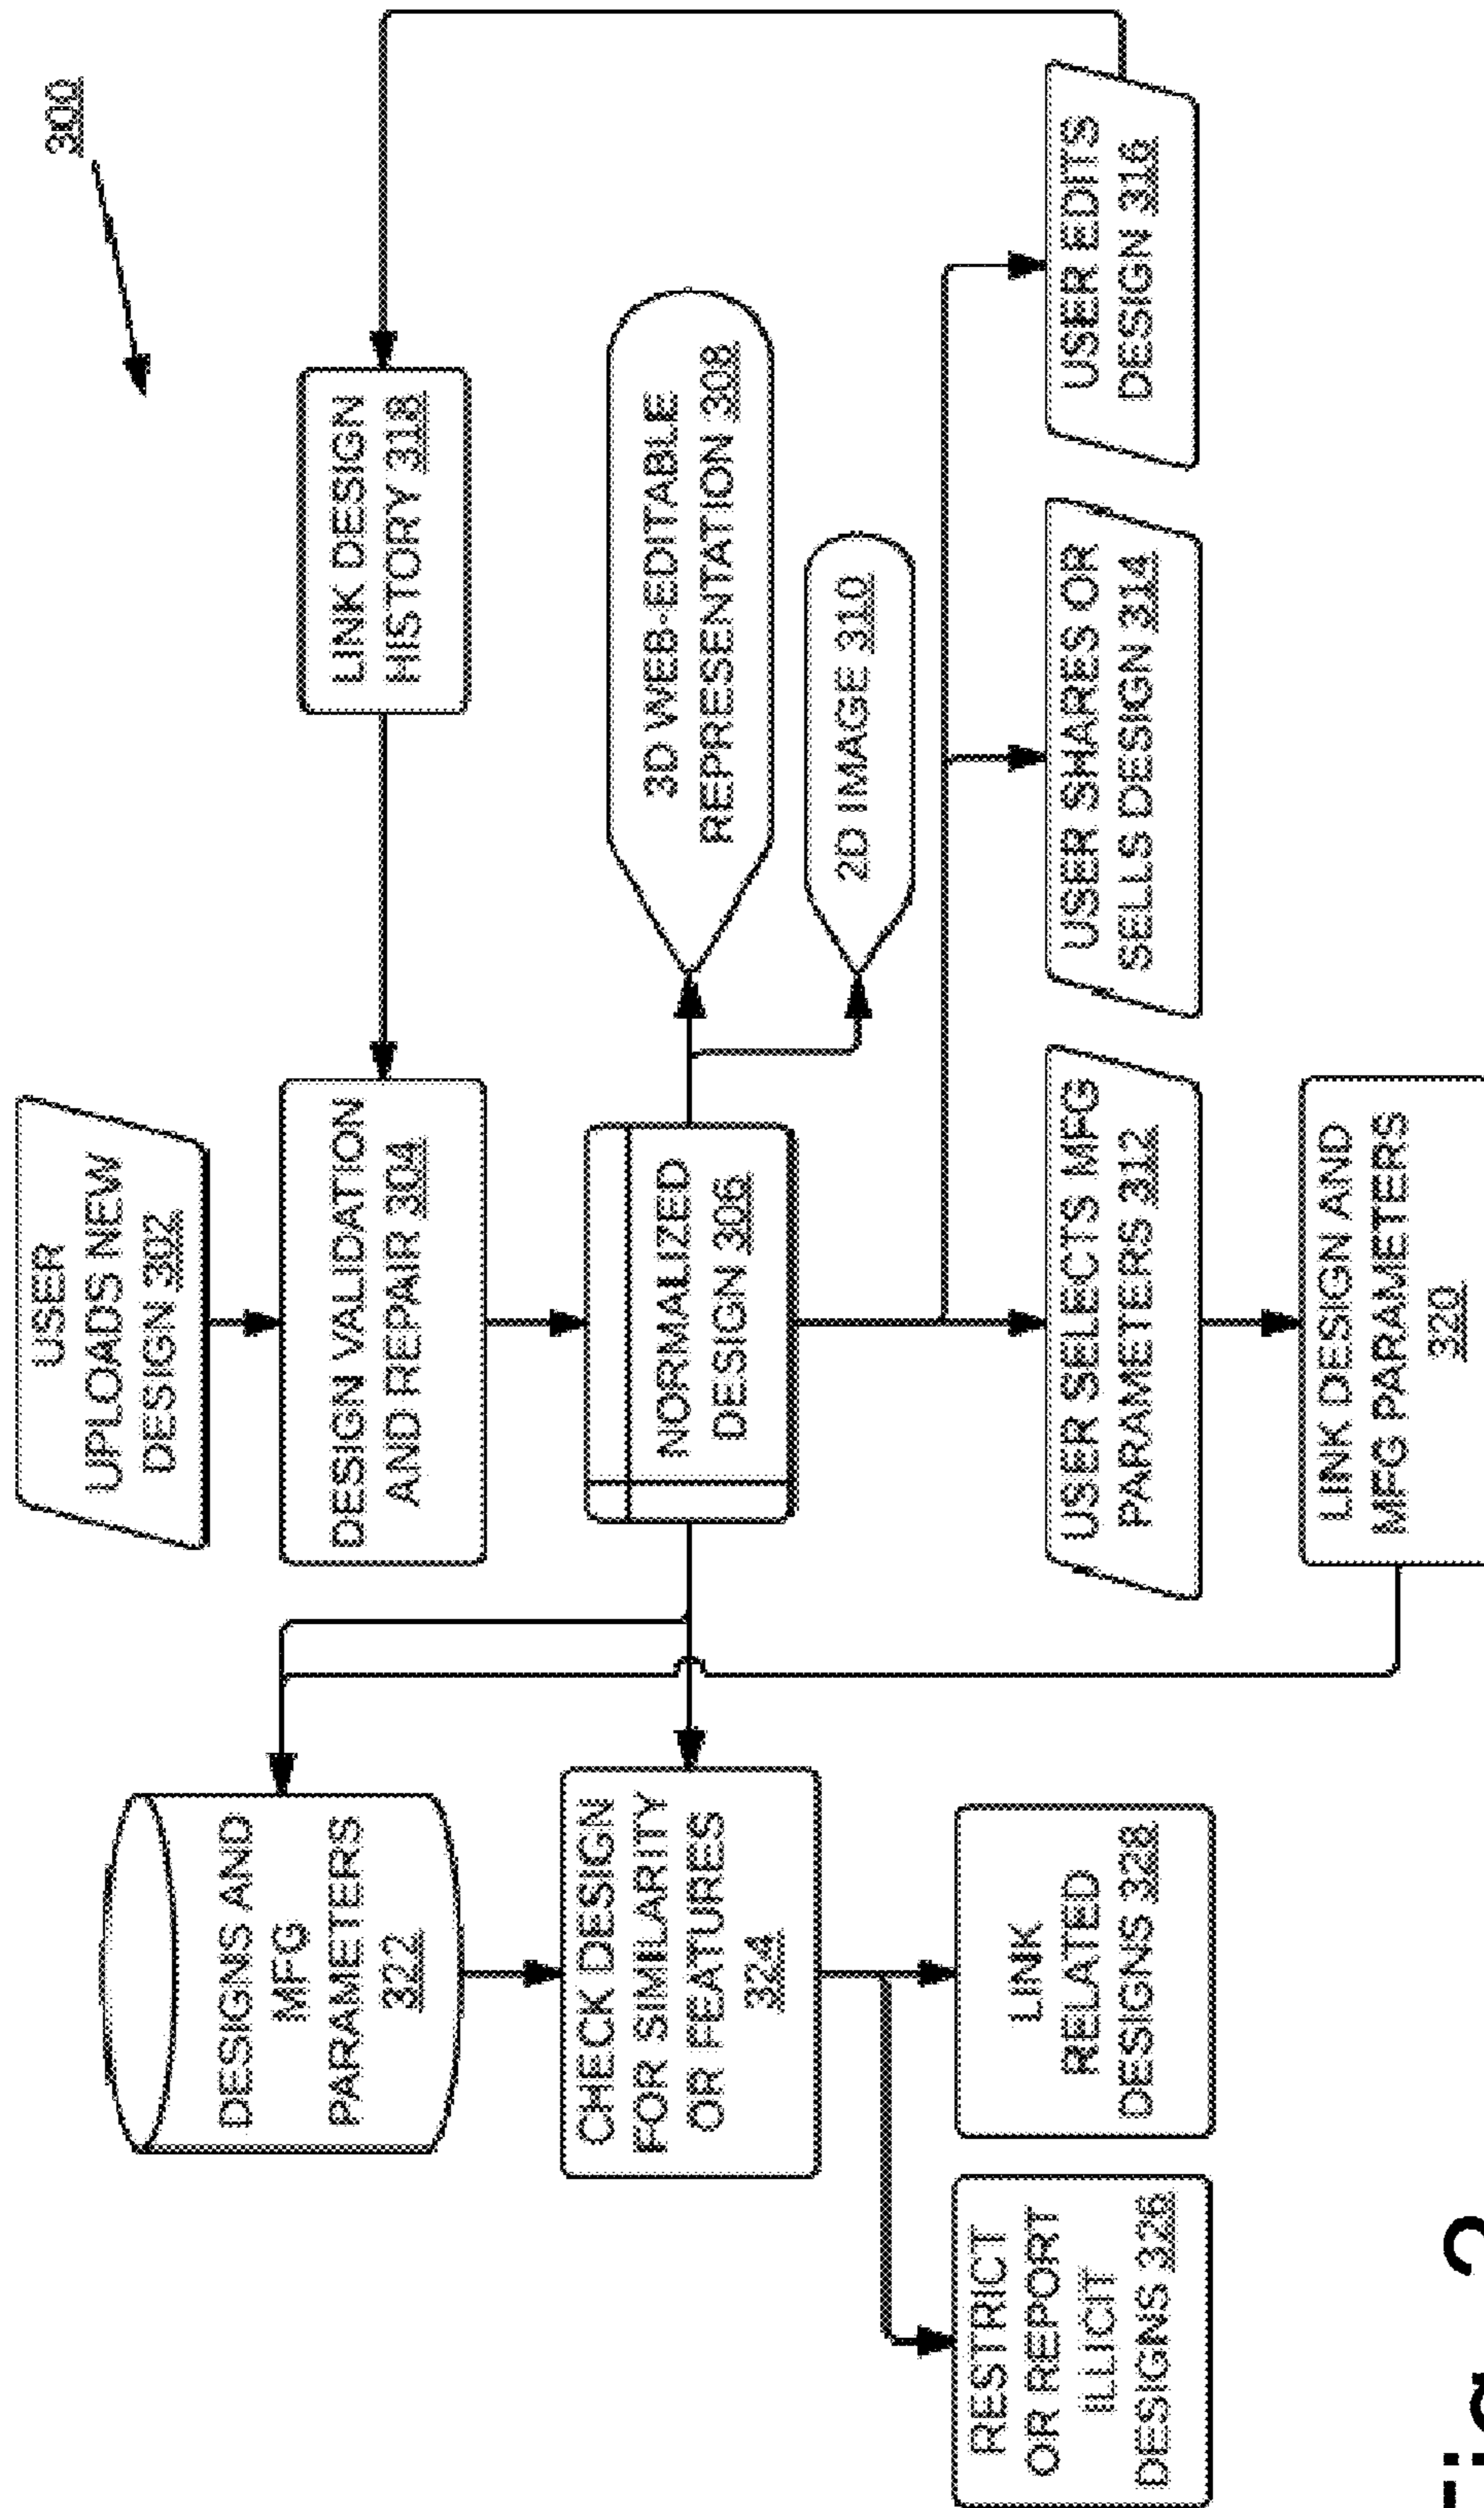 300
USER
UPLOADS NEW
DESIGN 302
DESIGNS AND
MFG
PARAMETERS
322
DESIGN VALIDATION
AND REPAIR 304
LINK DESIGN
HISTORY 318
CHECK DESIGN
FOR SIMILARITY
OR FEATURES
324
NORMALIZED
DESIGN 306
3D WEB-EDITABLE
REPRESENTATION 308
2D IMAGE 310
RESTRICT
OR REPORT
ILLICIT
DESIGNS 326
LINK
RELATED
DESIGNS 328
USER SELECTS MFG
PARAMETERS 312
USER SHARES OR
SELLS DESIGN 314
USER EDITS
DESIGN 316
LINK DESIGN AND
MFG PARAMETERS
320